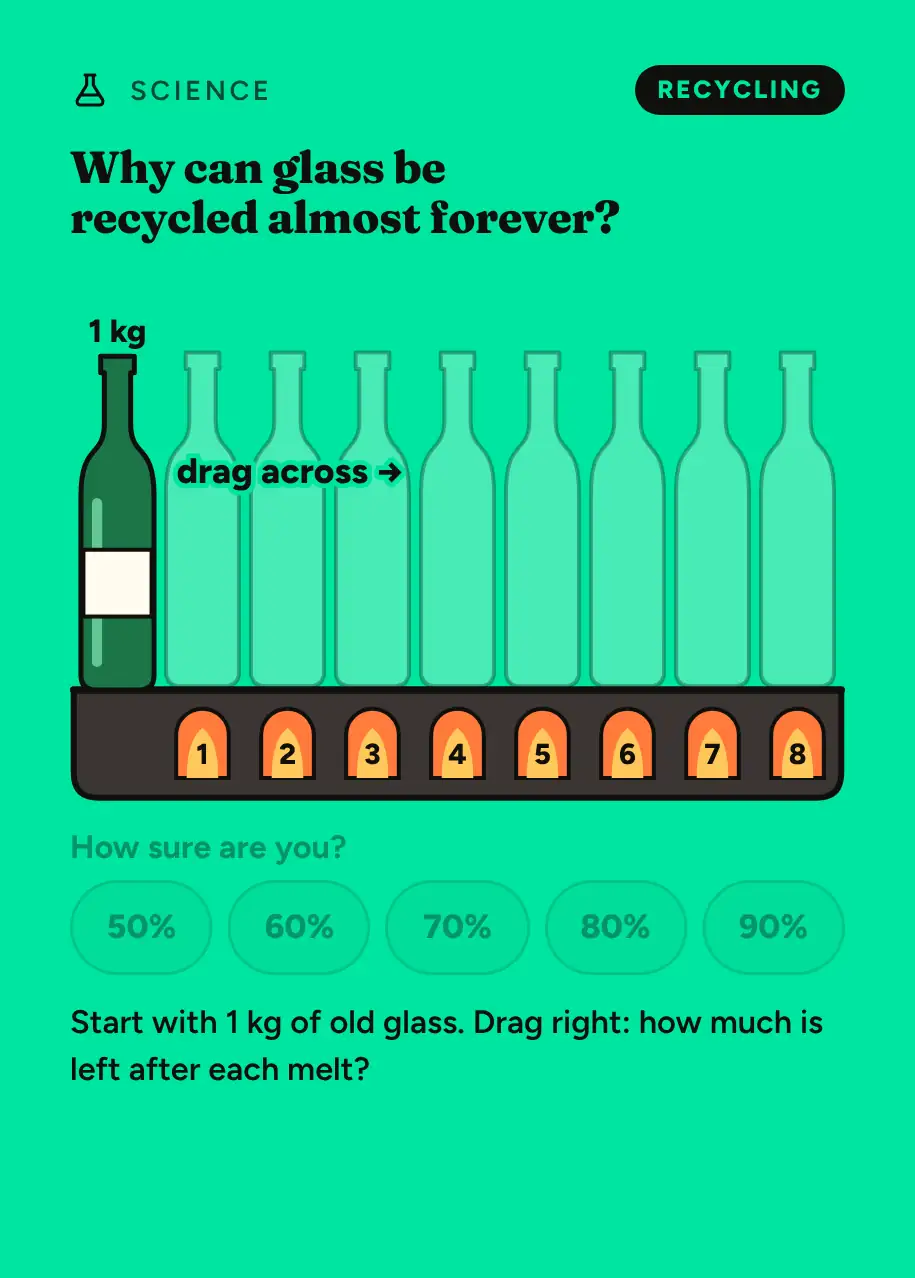 SCIENCE
RECYCLING
Why can glass be
recycled almost forever?
1 kg
drag across →
1 2 3 4 5 6 7 8
How sure are you?
50% 60% 70% 80% 90%
Start with 1 kg of old glass. Drag right: how much is
left after each melt?